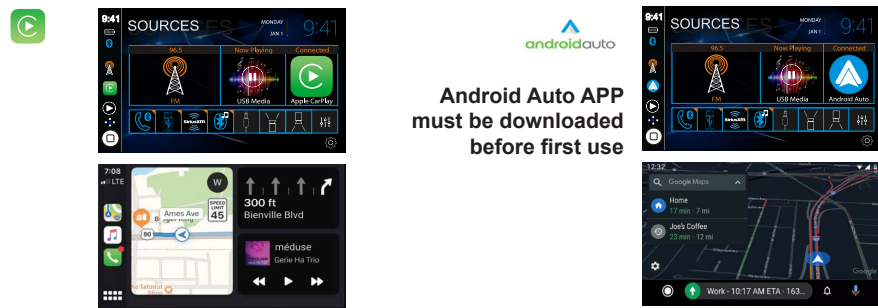 9:41
SOURCES
MONDAY
JAN 1
9:41
96.5
Now Playing
Connected
FM
USB Media
Apple CarPlay
SiriusXM
7:08
LTE
W
Ames Ave
90
SPEED
LIMIT
45
300 ft
Bienville Blvd
méduse
Gerie Ha Trio
androidauto
Android Auto APP
must be downloaded
before first use
9:41
SOURCES
MONDAY
JAN 1
9:41
96.5
Now Playing
Connected
FM
USB Media
Android Auto
SiriusXM
12:32
Google Maps
Home
17 min · 7 mi
Joe's Coffee
23 min · 12 mi
Google
Work - 10:17 AM ETA · 163...